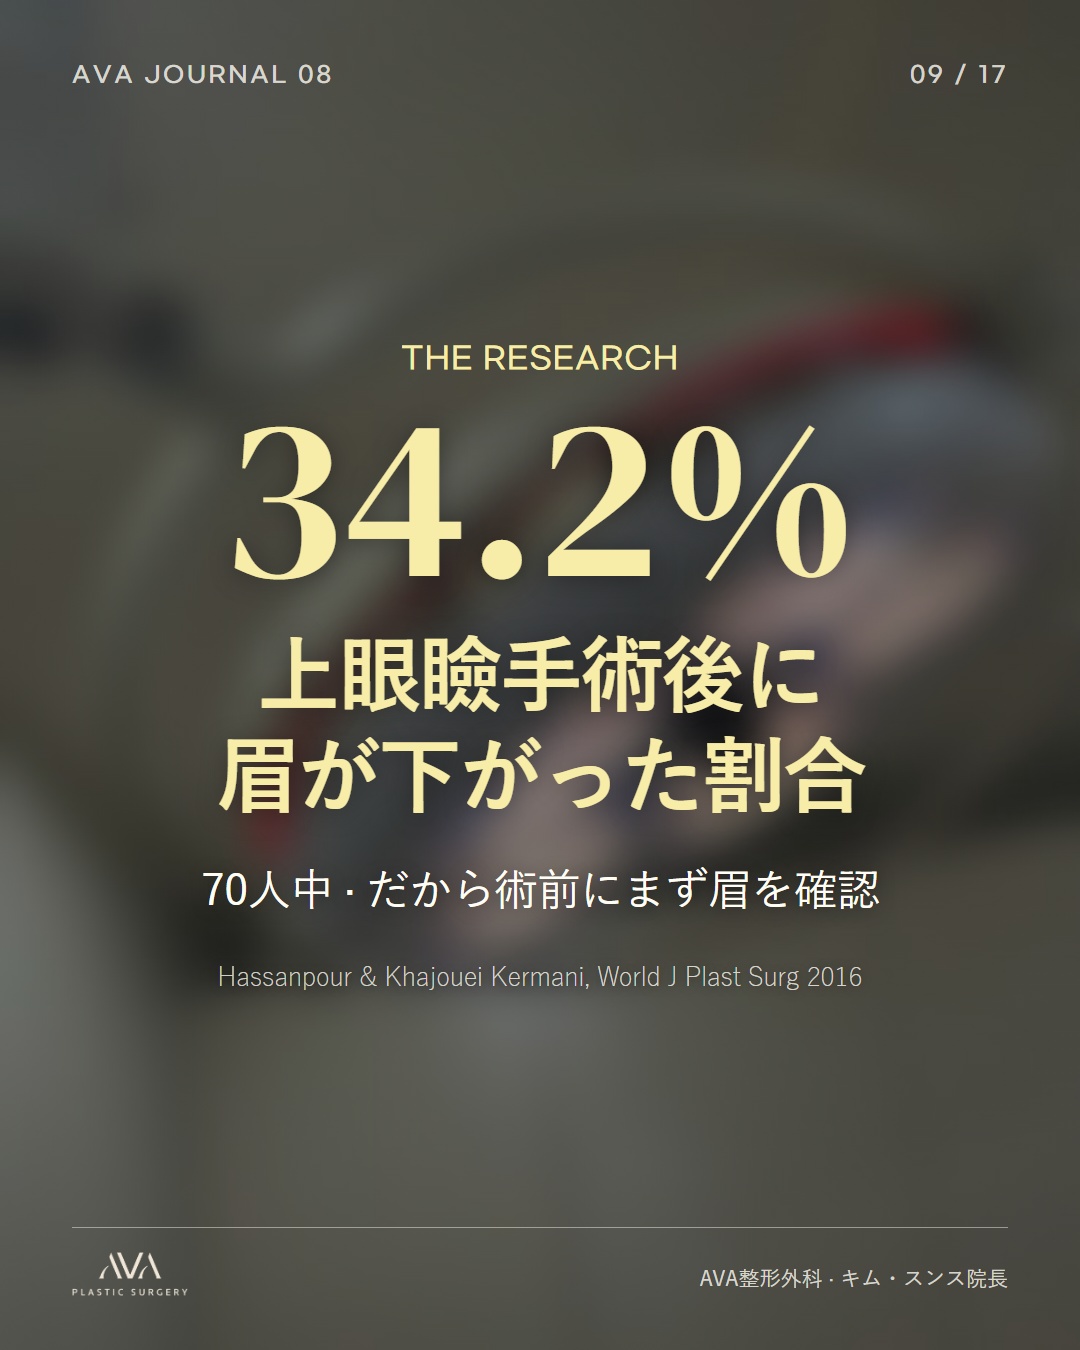 AVA JOURNAL 08
09 / 17
THE RESEARCH
34.2%
上眼瞼手術後に
眉が下がった割合
70人中 · だから術前にまず眉を確認
Hassanpour & Khajouei Kermani, World J Plast Surg 2016
AVA
PLASTIC SURGERY
AVA整形外科 · キム・スンス院長